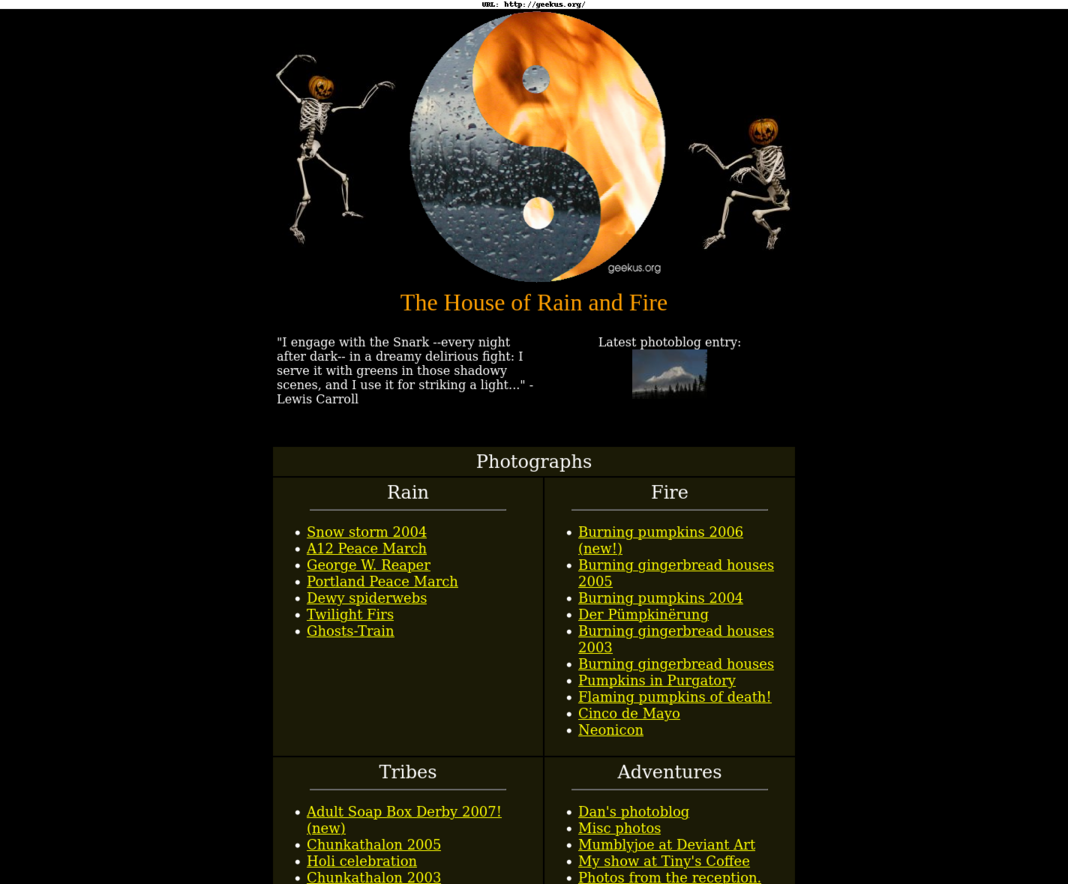 URL: http://geekus.org/
geekus.org
The House of Rain and Fire
"I engage with the Snark --every night
after dark-- in a dreamy delirious fight: I
serve it with greens in those shadowy
scenes, and I use it for striking a light..." -
Lewis Carroll
Latest photoblog entry:
Photographs
Rain
Snow storm 2004
A12 Peace March
George W. Reaper
Portland Peace March
Dewy spiderwebs
Twilight Firs
Ghosts-Train
Fire
Burning pumpkins 2006
(new!)
Burning gingerbread houses
2005
Burning pumpkins 2004
Der Pümpkinërung
Burning gingerbread houses
2003
Burning gingerbread houses
Pumpkins in Purgatory
Flaming pumpkins of death!
Cinco de Mayo
Neonicon
Tribes
Adult Soap Box Derby 2007!
(new)
Chunkathalon 2005
Holi celebration
Chunkathalon 2003
Adventures
Dan's photoblog
Misc photos
Mumblyjoe at Deviant Art
My show at Tiny's Coffee
Photos from the reception.